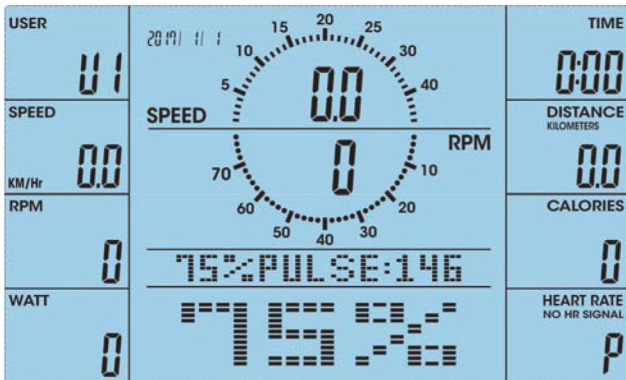 USER
U1
SPEED
KM/Hr 0.0
RPM
0
WATT
0
2017/ 1/ 1
5 10 15 20 25 30 40
0.0
SPEED
0
RPM
70 60 50 40 30 20 10
75%PULSE:146
75%
TIME
0:00
DISTANCE
KILOMETERS
0.0
CALORIES
0
HEART RATE
NO HR SIGNAL
P